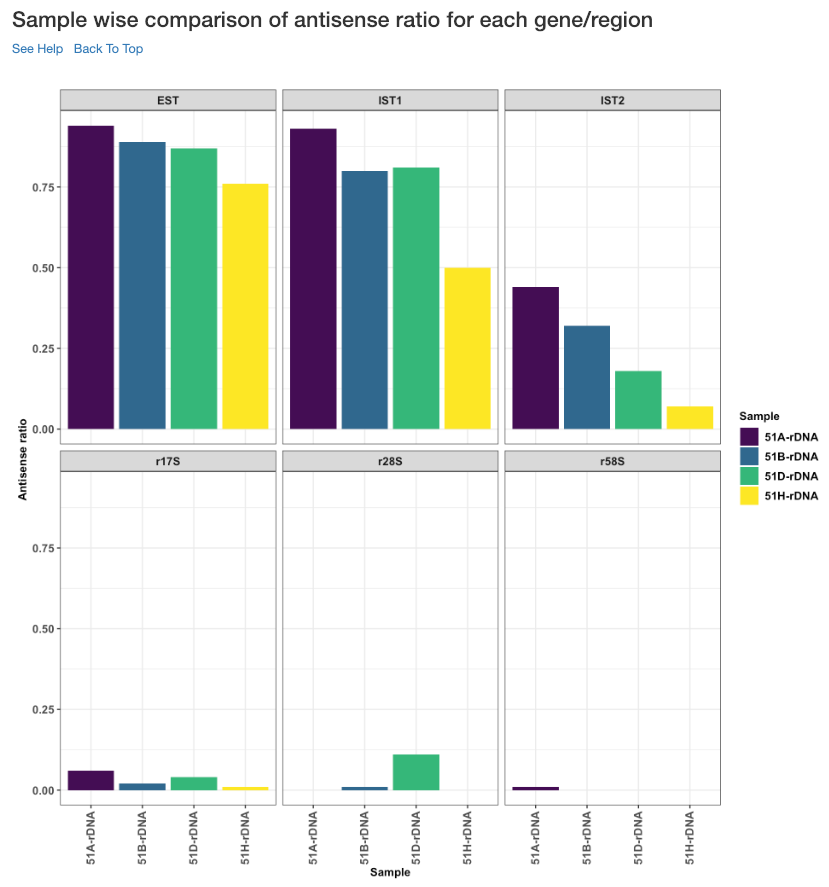 Sample wise comparison of antisense ratio for each gene/region
See Help Back To Top
EST IST1 IST2
0.75
0.50
0.25
0.00
Antisense ratio
r17S r28S r58S
0.75
0.50
0.25
0.00
51A-rDNA 51B-rDNA 51D-rDNA 51H-rDNA 51A-rDNA 51B-rDNA 51D-rDNA 51H-rDNA 51A-rDNA 51B-rDNA 51D-rDNA 51H-rDNA
Sample
Sample
51A-rDNA
51B-rDNA
51D-rDNA
51H-rDNA